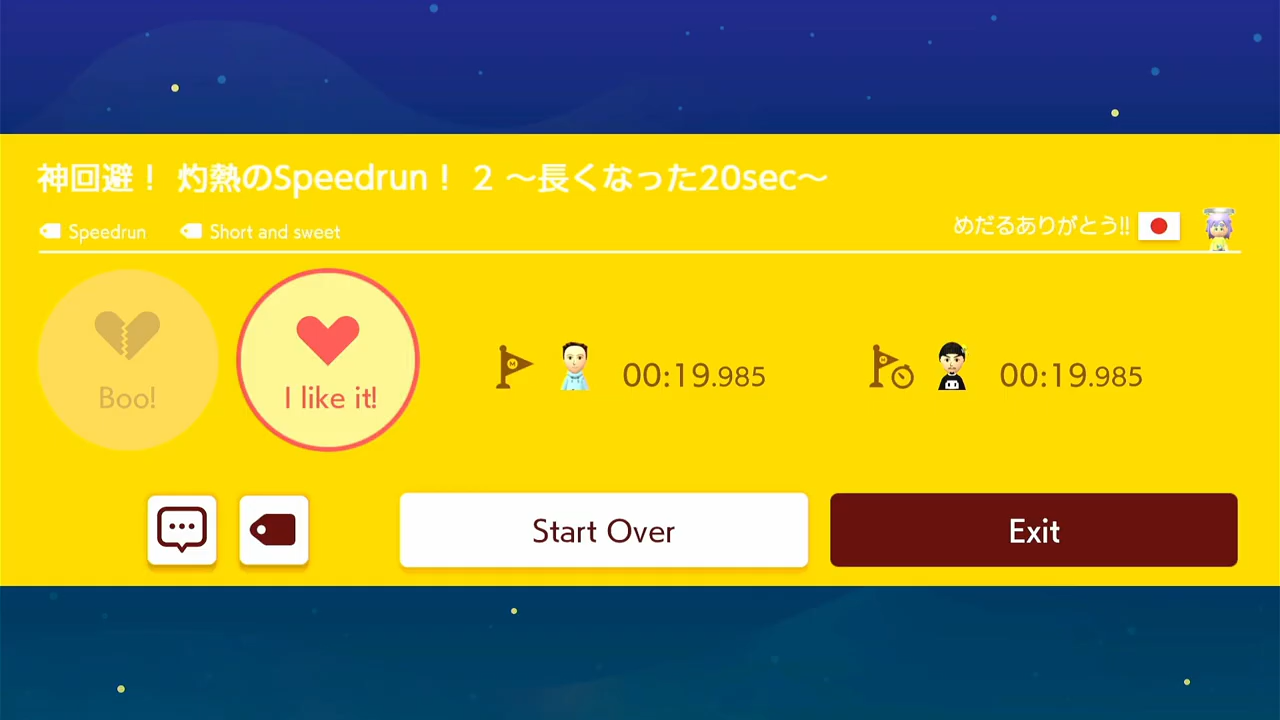 神回避！ 灼熱のSpeedrun！ 2 〜長くなった20sec〜
Speedrun Short and sweet
めだるありがとう!!
Boo!
I like it!
M 00:19.985
M 00:19.985
Start Over
Exit